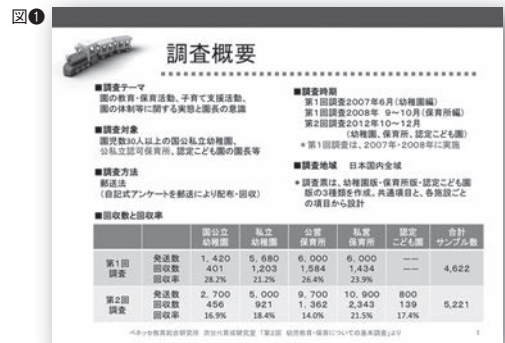 図❶
調査概要
■調査テーマ
園の教育・保育活動、子育て支援活動、
園の体制等に関する実態と園長の意識
■調査対象
園児数30人以上の国公私立幼稚園、
公私立認可保育所、認定こども園の園長等
■調査方法
郵送法
(自記式アンケートを郵送により配布・回収)
■調査時期
第1回調査2007年6月(幼稚園編)
第1回調査2008年 9～10月(保育所編)
第2回調査2012年10～12月
(幼稚園、保育所、認定こども園)
*第1回調査は、2007年・2008年に実施
■調査地域 日本国内全域
*調査票は、幼稚園版・保育所版・認定こども園
版の3種類を作成。共通項目と、各施設ごと
の項目から設計
■回収数と回収率
国公立 私立 公営 私営 認定 合計
幼稚園 幼稚園 保育所 保育所 こども園 サンプル数
第1回 調査 発送数 1,420 5,680 6,000 6,000 ——
回収数 401 1,203 1,584 1,434 —— 4,622
回収率 28.2% 21.2% 26.4% 23.9%
第2回 調査 発送数 2,700 5,000 9,700 10,900 800
回収数 456 921 1,362 2,343 139 5,221
回収率 16.9% 18.4% 14.0% 21.5% 17.4%
ベネッセ教育総合研究所 次世代育成研究室 「第2回 幼児教育・保育についての基本調査」より